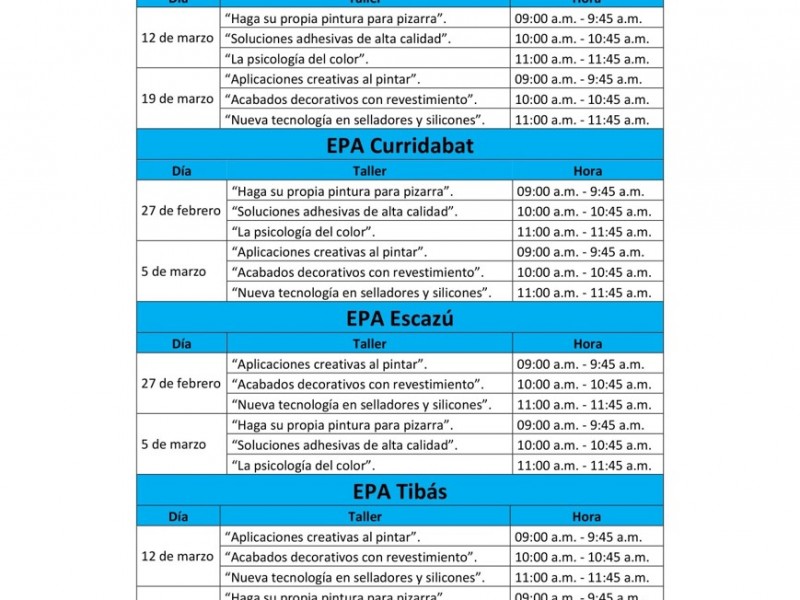 Día Taller Hora
12 de marzo
“Haga su propia pintura para pizarra”. 09:00 a.m. - 9:45 a.m.
“Soluciones adhesivas de alta calidad”. 10:00 a.m. - 10:45 a.m.
“La psicología del color”. 11:00 a.m. - 11:45 a.m.
19 de marzo
“Aplicaciones creativas al pintar”. 09:00 a.m. - 9:45 a.m.
“Acabados decorativos con revestimiento”. 10:00 a.m. - 10:45 a.m.
“Nueva tecnología en selladores y silicones”. 11:00 a.m. - 11:45 a.m.
EPA Curridabat
Día Taller Hora
27 de febrero
“Haga su propia pintura para pizarra”. 09:00 a.m. - 9:45 a.m.
“Soluciones adhesivas de alta calidad”. 10:00 a.m. - 10:45 a.m.
“La psicología del color”. 11:00 a.m. - 11:45 a.m.
5 de marzo
“Aplicaciones creativas al pintar”. 09:00 a.m. - 9:45 a.m.
“Acabados decorativos con revestimiento”. 10:00 a.m. - 10:45 a.m.
“Nueva tecnología en selladores y silicones”. 11:00 a.m. - 11:45 a.m.
EPA Escazú
Día Taller Hora
27 de febrero
“Aplicaciones creativas al pintar”. 09:00 a.m. - 9:45 a.m.
“Acabados decorativos con revestimiento”. 10:00 a.m. - 10:45 a.m.
“Nueva tecnología en selladores y silicones”. 11:00 a.m. - 11:45 a.m.
5 de marzo
“Haga su propia pintura para pizarra”. 09:00 a.m. - 9:45 a.m.
“Soluciones adhesivas de alta calidad”. 10:00 a.m. - 10:45 a.m.
“La psicología del color”. 11:00 a.m. - 11:45 a.m.
EPA Tibás
Día Taller Hora
12 de marzo
“Aplicaciones creativas al pintar”. 09:00 a.m. - 9:45 a.m.
“Acabados decorativos con revestimiento”. 10:00 a.m. - 10:45 a.m.
“Nueva tecnología en selladores y silicones”. 11:00 a.m. - 11:45 a.m.
“Haga su propia pintura para pizarra”. 09:00 a.m. - 9:45 a.m.